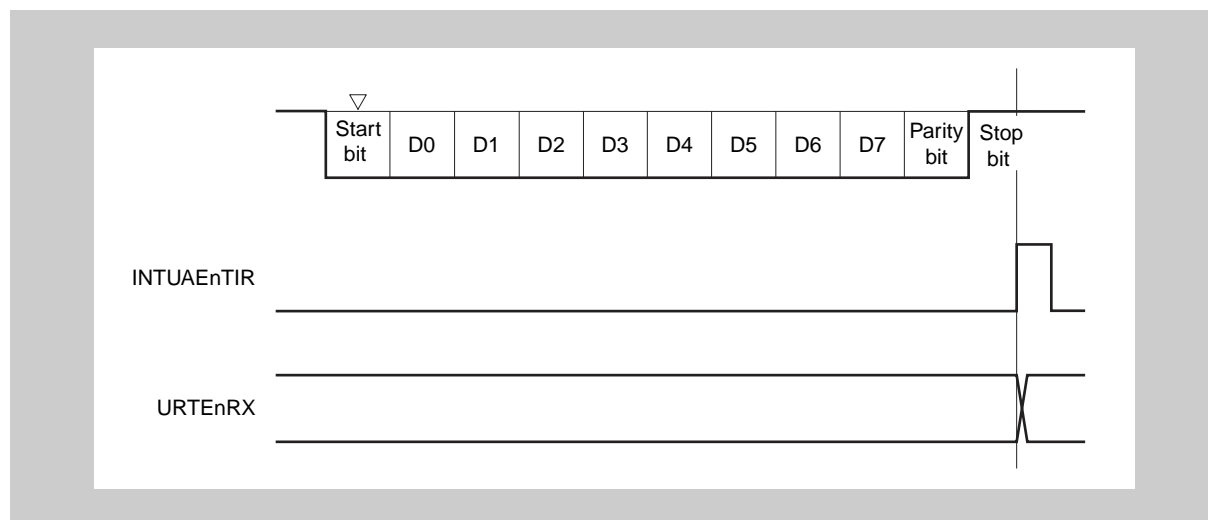 Start bit D0 D1 D2 D3 D4 D5 D6 D7 Parity bit Stop bit
INTUAEnTIR
URTEnRX